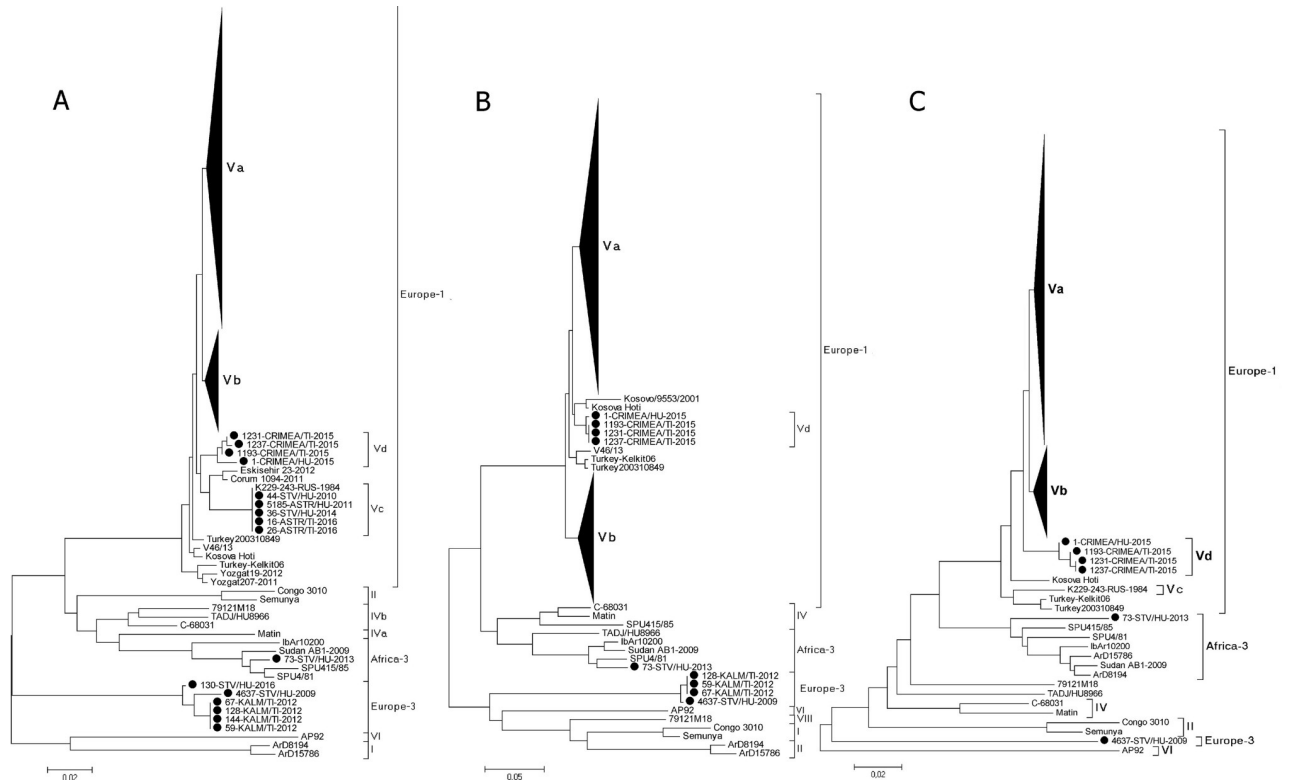 A
Va
Europe-1
Vb
1231-CRIMEA/TI-2015
1237-CRIMEA/TI-2015
1193-CRIMEA/TI-2015
1-CRIMEA/HU-2015
Vd
Eskisehir 23-2012
Corum 1094-2011
K229-243-RUS-1984
44-STV/HU-2010
5185-ASTR/HU-2011
36-STV/HU-2014
16-ASTR/TI-2016
26-ASTR/TI-2016
Vc
Turkey200310849
V46/13
Kosova Hoti
Turkey-Kelkit06
Yozgat19-2012
Yozgat207-2011
Congo 3010
Semunya
II
79121M18
TADJ/HU8966
C-68031
IVb
Matin
IVa
IbAr10200
Sudan AB1-2009
73-STV/HU-2013
SPU415/85
SPU4/81
Africa-3
130-STV/HU-2016
4637-STV/HU-2009
67-KALM/TI-2012
128-KALM/TI-2012
144-KALM/TI-2012
59-KALM/TI-2012
Europe-3
AP92
VI
ArD8194
ArD15786
I
0.02
B
Va
Europe-1
Kosovo/9553/2001
Kosova Hoti
1-CRIMEA/HU-2015
1193-CRIMEA/TI-2015
1231-CRIMEA/TI-2015
1237-CRIMEA/TI-2015
Vd
V46/13
Turkey-Kelkit06
Turkey200310849
Vb
C-68031
Matin
SPU415/85
IV
TADJ/HU8966
IbAr10200
Sudan AB1-2009
SPU4/81
73-STV/HU-2013
Africa-3
128-KALM/TI-2012
59-KALM/TI-2012
67-KALM/TI-2012
4637-STV/HU-2009
Europe-3
AP92
VI
79121M18
VIII
Congo 3010
Semunya
I
ArD8194
ArD15786
II
0.05
C
Va
Europe-1
Vb
1-CRIMEA/HU-2015
1193-CRIMEA/TI-2015
1231-CRIMEA/TI-2015
1237-CRIMEA/TI-2015
Vd
Kosova Hoti
K229-243-RUS-1984
Vc
Turkey-Kelkit06
Turkey200310849
73-STV/HU-2013
SPU415/85
SPU4/81
IbAr10200
ArD15786
Sudan AB1-2009
ArD8194
Africa-3
79121M18
TADJ/HU8966
C-68031
Matin
IV
Congo 3010
Semunya
II
4637-STV/HU-2009
Europe-3
AP92
VI
0.02